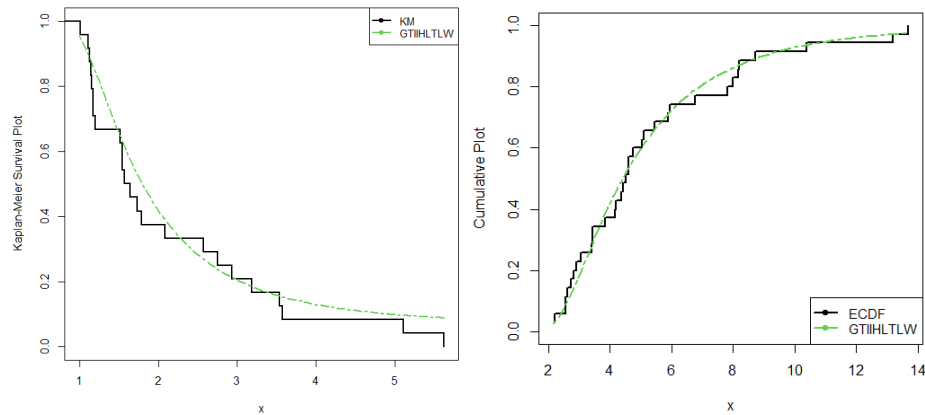 Kaplan-Meier Survival Plot
1.0
0.8
0.6
0.4
0.2
0.0
KM
GTIIHLTLW
1 2 3 4 5
x
Cumulative Plot
1.0
0.8
0.6
0.4
0.2
0.0
ECDF
GTIIHLTLW
2 4 6 8 10 12 14
x